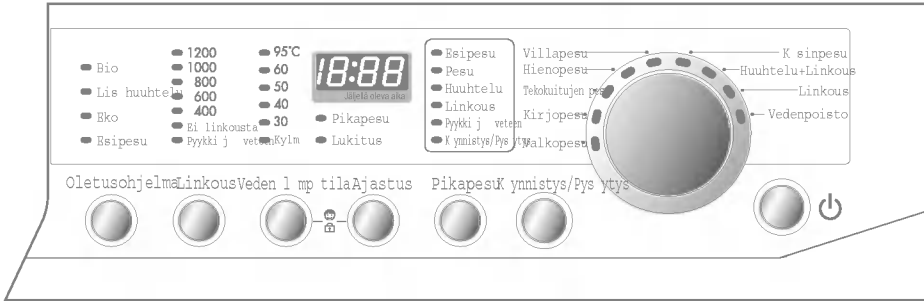 Bio
Lis huuhtelu
Eko
Esipesu
1200
1000
800
600
400
Ei linkousta
Pyykki j veteen
95°C
60
50
40
30
Kylm
18:88
Jäljellä oleva aika
Pikapesu
Lukitus
Esipesu
Pesu
Huuhtelu
Linkous
Pyykki j veteen
K ynnistys/Pys ytys
Villapesu
Hienopesu
Tekokuitujen pes
Kirjopesu
Valkopesu
K sinpesu
Huuhtelu+Linkous
Linkous
Vedenpoisto
Oletusohjelma
Linkous
Veden l mp tila
Ajastus
Pikapesu
K ynnistys/Pys ytys